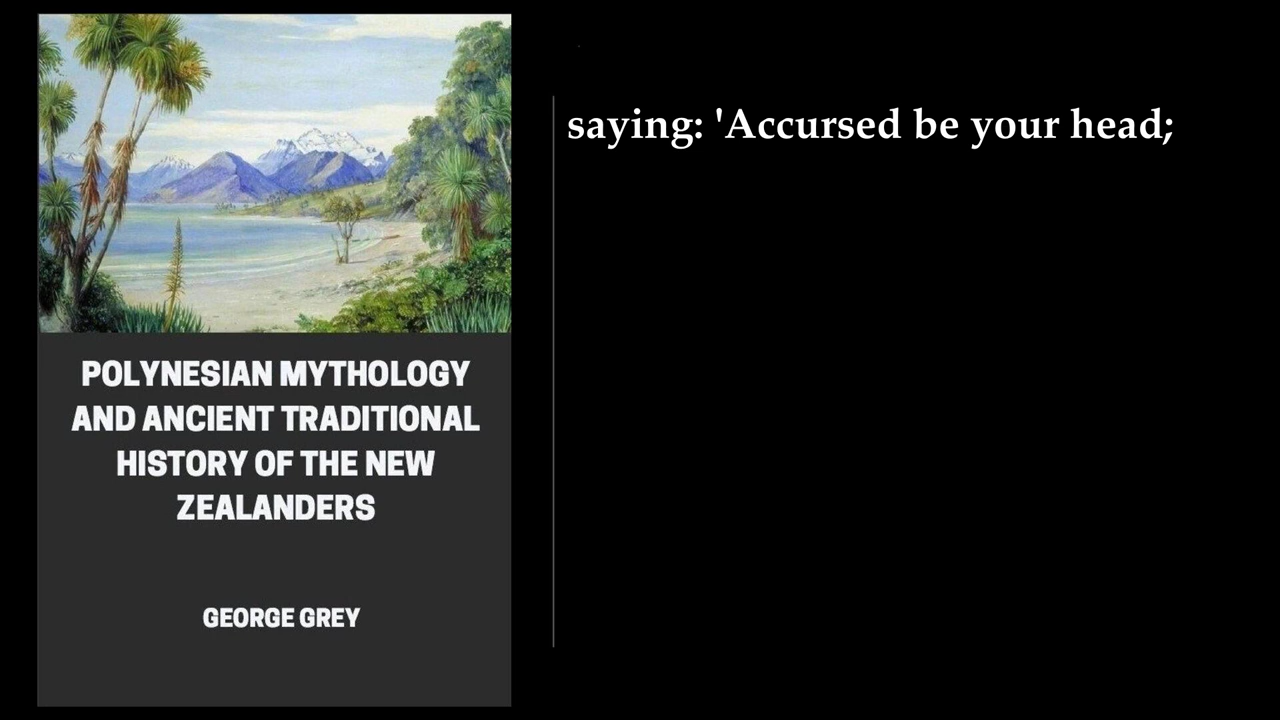 POLYNESIAN MYTHOLOGY
AND ANCIENT TRADITIONAL
HISTORY OF THE NEW
ZEALANDERS
GEORGE GREY
saying: 'Accursed be your head;